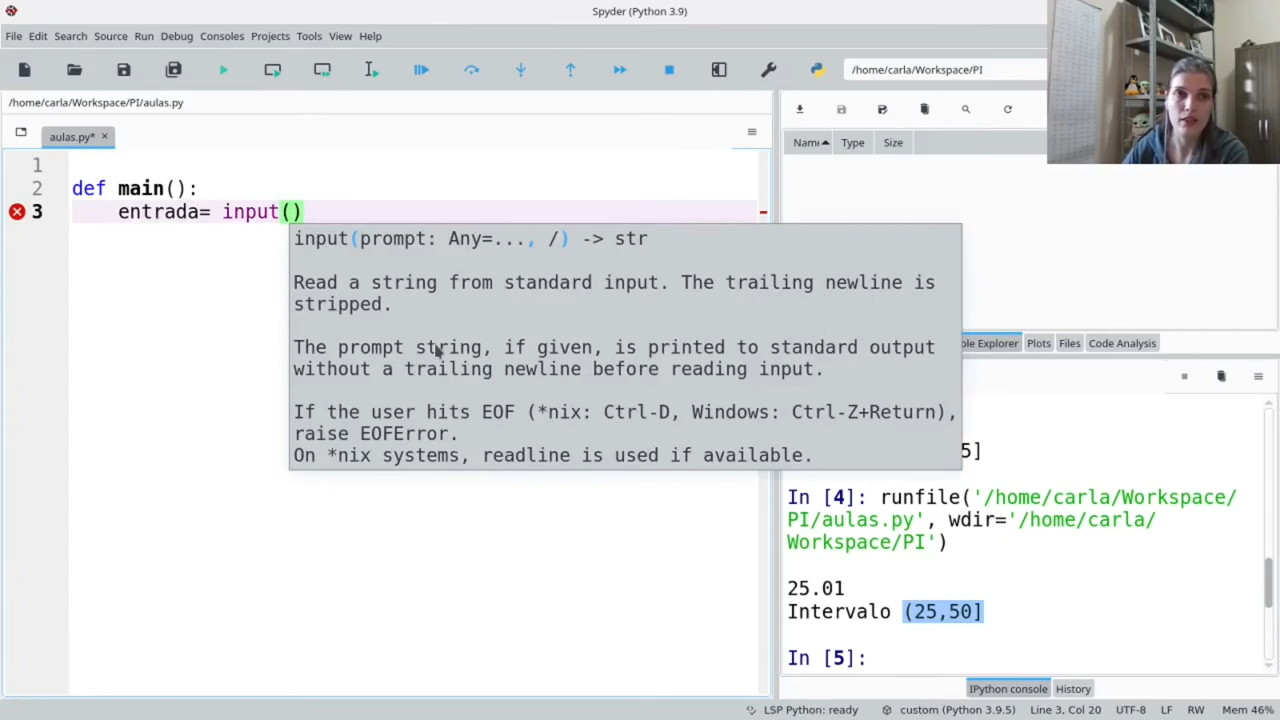 Spyder (Python 3.9)
File Edit Search Source Run Debug Consoles Projects Tools View Help
/home/carla/Workspace/PI
/home/carla/Workspace/PI/aulas.py
aulas.py*
Name Type Size
1
2 def main():
3 entrada= input()
input(prompt: Any=..., /) -> str
Read a string from standard input. The trailing newline is
stripped.
The prompt string, if given, is printed to standard output
without a trailing newline before reading input.
If the user hits EOF (*nix: Ctrl-D, Windows: Ctrl-Z+Return),
raise EOFError.
On *nix systems, readline is used if available.
ble Explorer Plots Files Code Analysis
5]
In [4]: runfile('/home/carla/Workspace/
PI/aulas.py', wdir='/home/carla/
Workspace/PI')
25.01
Intervalo (25,50]
In [5]:
IPython console History
LSP Python: ready custom (Python 3.9.5) Line 3, Col 20 UTF-8 LF RW Mem 46%